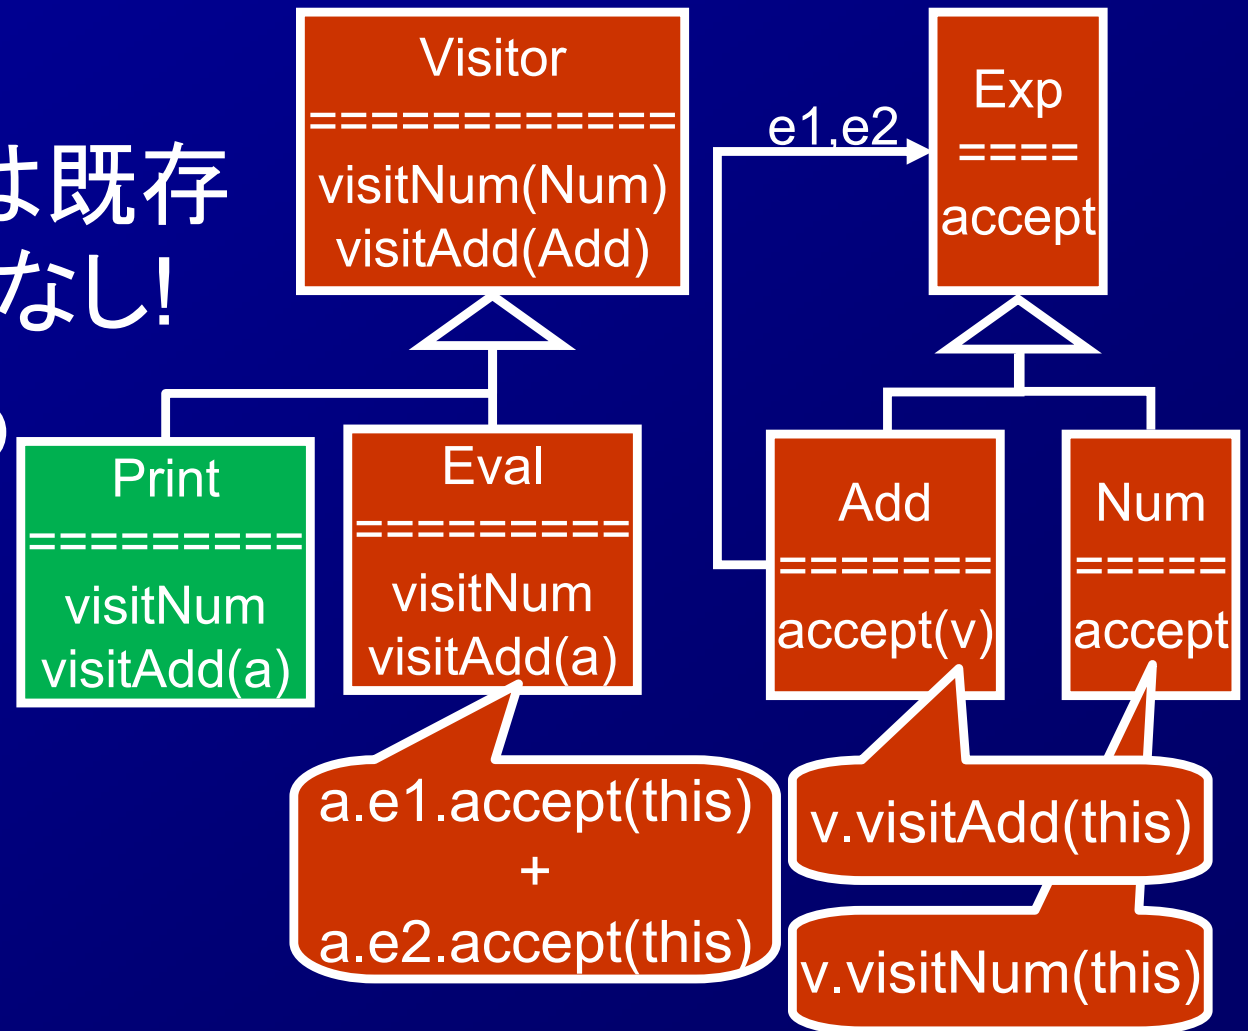 は既存
なし!
Visitor
============
visitNum(Num)
visitAdd(Add)
e1,e2
Exp
====
accept
Print
=========
visitNum
visitAdd(a)
Eval
=========
visitNum
visitAdd(a)
Add
=======
accept(v)
Num
=====
accept
a.e1.accept(this)
+
a.e2.accept(this)
v.visitAdd(this)
v.visitNum(this)